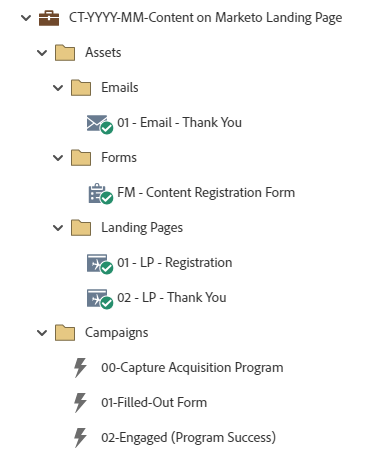 CT-YYYY-MM-Content on Marketo Landing Page
Assets
Emails
01 - Email - Thank You
Forms
FM - Content Registration Form
Landing Pages
01 - LP - Registration
02 - LP - Thank You
Campaigns
00-Capture Acquisition Program
01-Filled-Out Form
02-Engaged (Program Success)